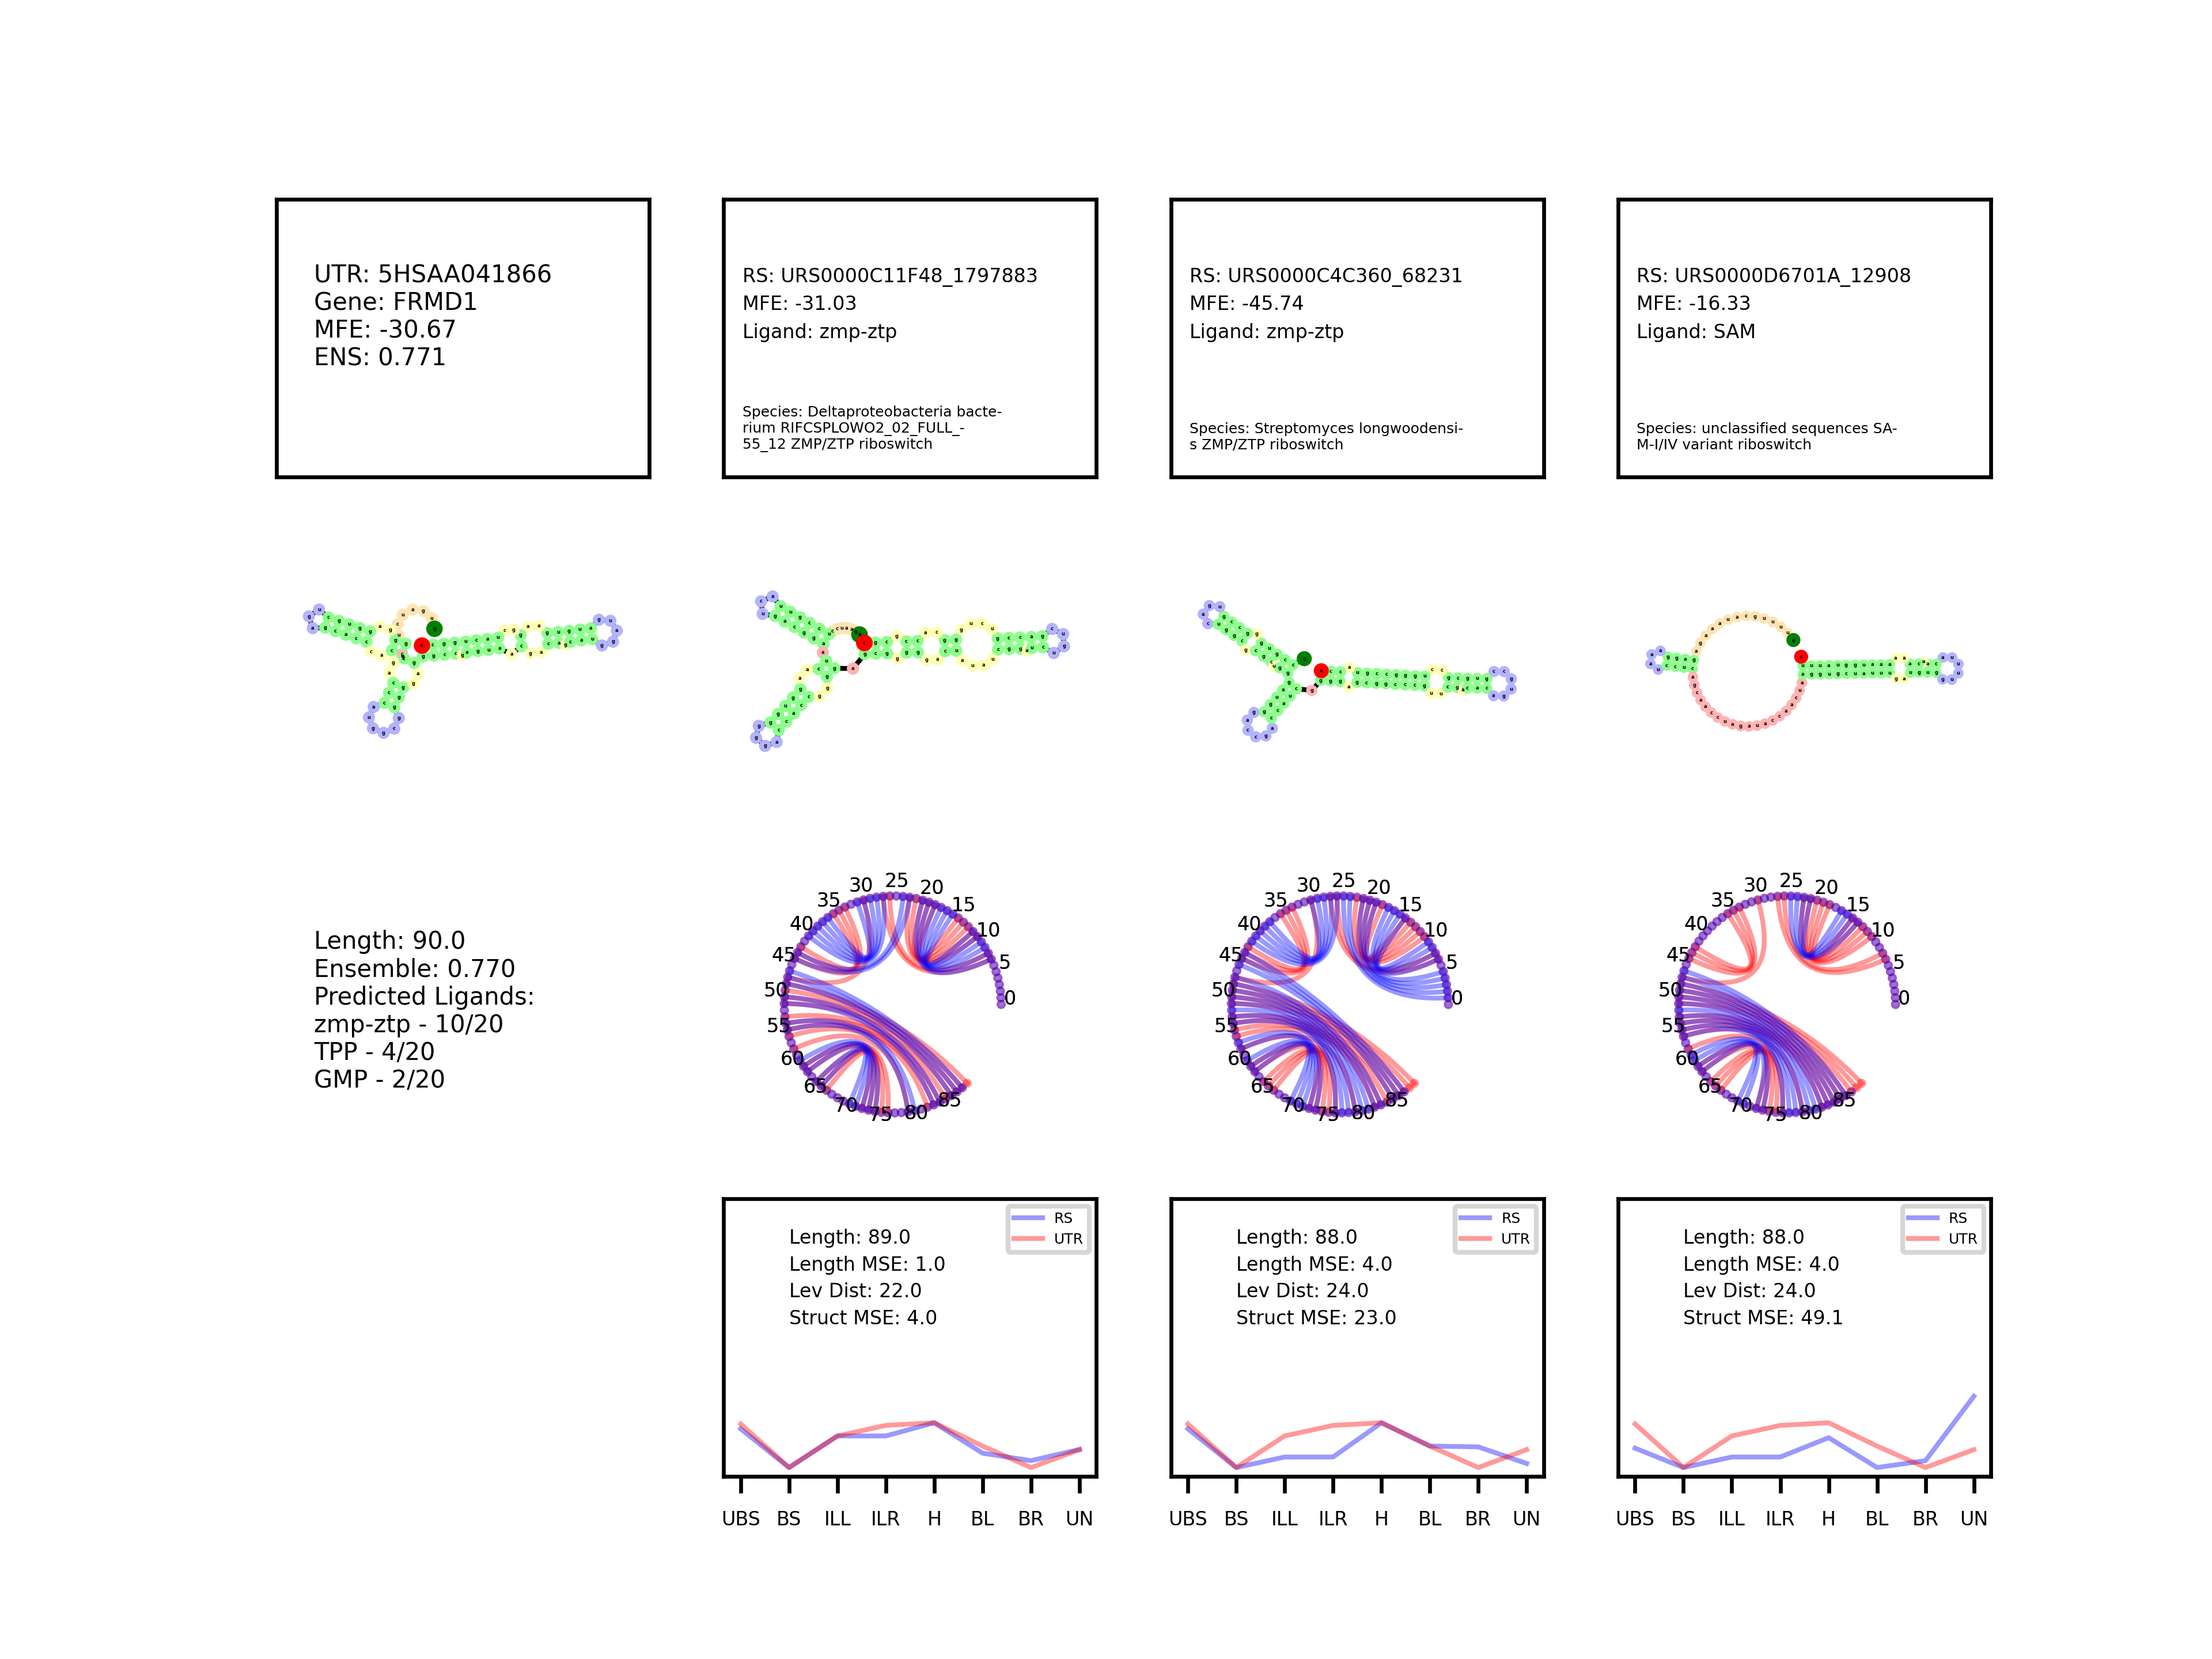 UTR: 5HSAA041866
Gene: FRMD1
MFE: -30.67
ENS: 0.771
RS: URS0000C11F48_1797883
MFE: -31.03
Ligand: zmp-ztp
Species: Deltaproteobacteria bacte-
rium RIFCSPLOWO2_02_FULL_-
55_12 ZMP/ZTP riboswitch
RS: URS0000C4C360_68231
MFE: -45.74
Ligand: zmp-ztp
Species: Streptomyces longwoodensi-
s ZMP/ZTP riboswitch
RS: URS0000D6701A_12908
MFE: -16.33
Ligand: SAM
Species: unclassified sequences SA-
M-I/IV variant riboswitch
Length: 90.0
Ensemble: 0.770
Predicted Ligands:
zmp-ztp - 10/20
TPP - 4/20
GMP - 2/20
0 5 10 15 20 25 30 35 40 45 50 55 60 65 70 75 80 85
0 5 10 15 20 25 30 35 40 45 50 55 60 65 70 75 80 85
0 5 10 15 20 25 30 35 40 45 50 55 60 65 70 75 80 85
RS
UTR
Length: 89.0
Length MSE: 1.0
Lev Dist: 22.0
Struct MSE: 4.0
UBS BS ILL ILR H BL BR UN
RS
UTR
Length: 88.0
Length MSE: 4.0
Lev Dist: 24.0
Struct MSE: 23.0
UBS BS ILL ILR H BL BR UN
RS
UTR
Length: 88.0
Length MSE: 4.0
Lev Dist: 24.0
Struct MSE: 49.1
UBS BS ILL ILR H BL BR UN